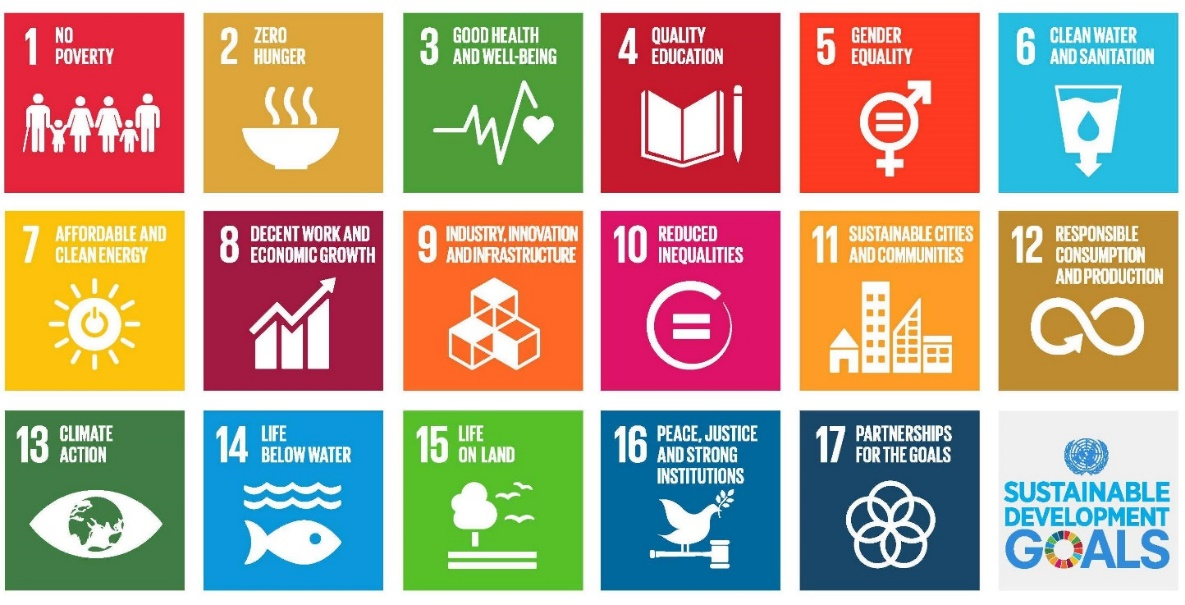 1 NO
POVERTY
2 ZERO
HUNGER
3 GOOD HEALTH
AND WELL-BEING
4 QUALITY
EDUCATION
5 GENDER
EQUALITY
6 CLEAN WATER
AND SANITATION
7 AFFORDABLE AND
CLEAN ENERGY
8 DECENT WORK AND
ECONOMIC GROWTH
9 INDUSTRY, INNOVATION
AND INFRASTRUCTURE
10 REDUCED
INEQUALITIES
11 SUSTAINABLE CITIES
AND COMMUNITIES
12 RESPONSIBLE
CONSUMPTION
AND PRODUCTION
13 CLIMATE
ACTION
14 LIFE
BELOW WATER
15 LIFE
ON LAND
16 PEACE, JUSTICE
AND STRONG
INSTITUTIONS
17 PARTNERSHIPS
FOR THE GOALS
SUSTAINABLE
DEVELOPMENT
GOALS